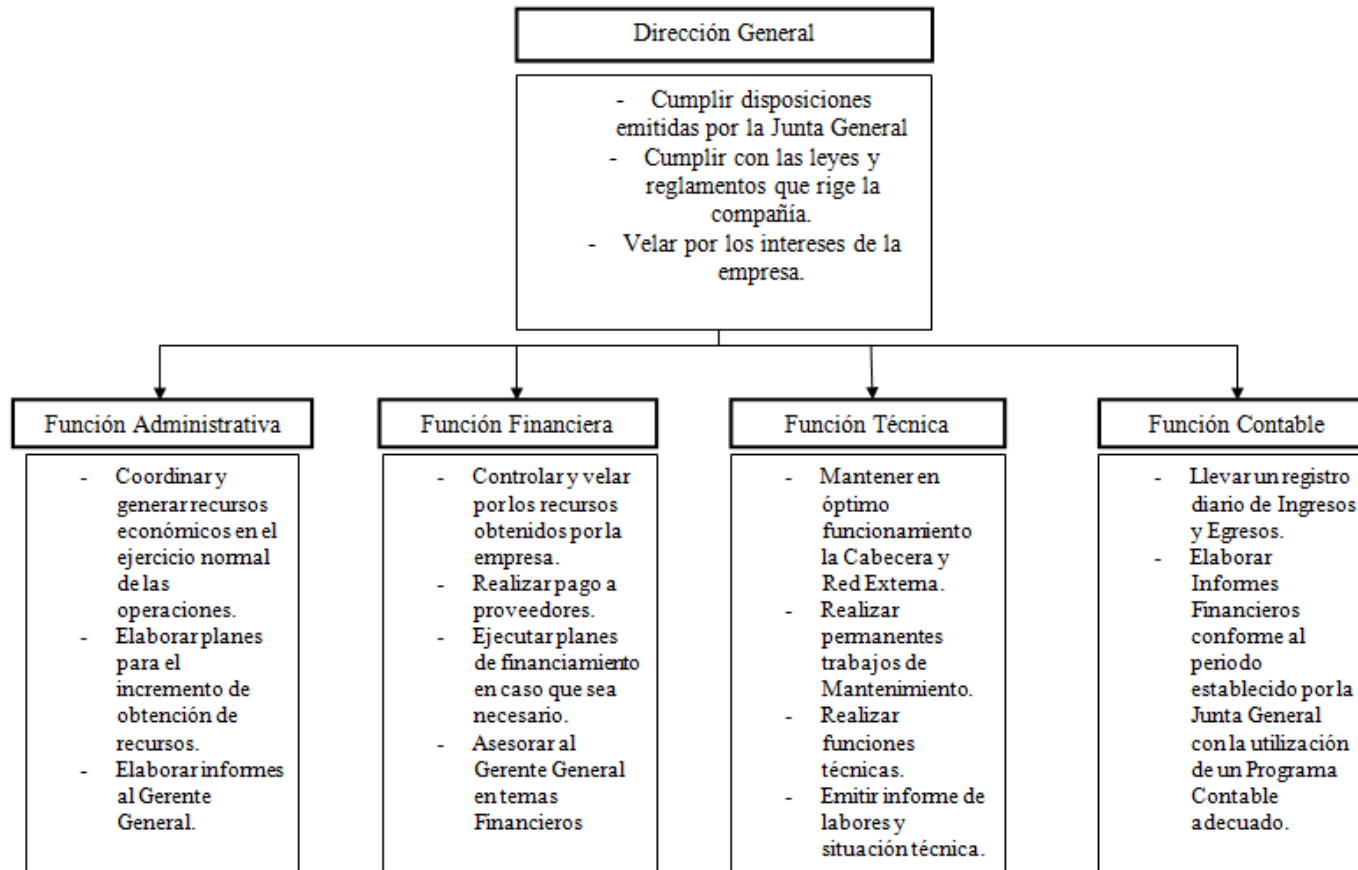 Dirección General
- Cumplir disposiciones
emitidas por la Junta General
- Cumplir con las leyes y
reglamentos que rige la
compañía.
- Velar por los intereses de la
empresa.
Función Administrativa
- Coordinar y
generar recursos
económicos en el
ejercicio normal
de las
operaciones.
- Elaborar planes
para el
incremento de
obtención de
recursos.
- Elaborar informes
al Gerente
General.
Función Financiera
- Controlar y velar
por los recursos
obtenidos por la
empresa.
- Realizar pago a
proveedores.
- Ejecutar planes
de financiamiento
en caso que sea
necesario.
- Asesorar al
Gerente General
en temas
Financieros
Función Técnica
- Mantener en
óptimo
funcionamiento
la Cabecera y
Red Externa.
- Realizar
permanentes
trabajos de
Mantenimiento.
- Realizar
funciones
técnicas.
- Emitir informe de
labores y
situación técnica.
Función Contable
- Llevar un registro
diario de Ingresos
y Egresos.
- Elaborar
Informes
Financieros
conforme al
periodo
establecido por la
Junta General
con la utilización
de un Programa
Contable
adecuado.